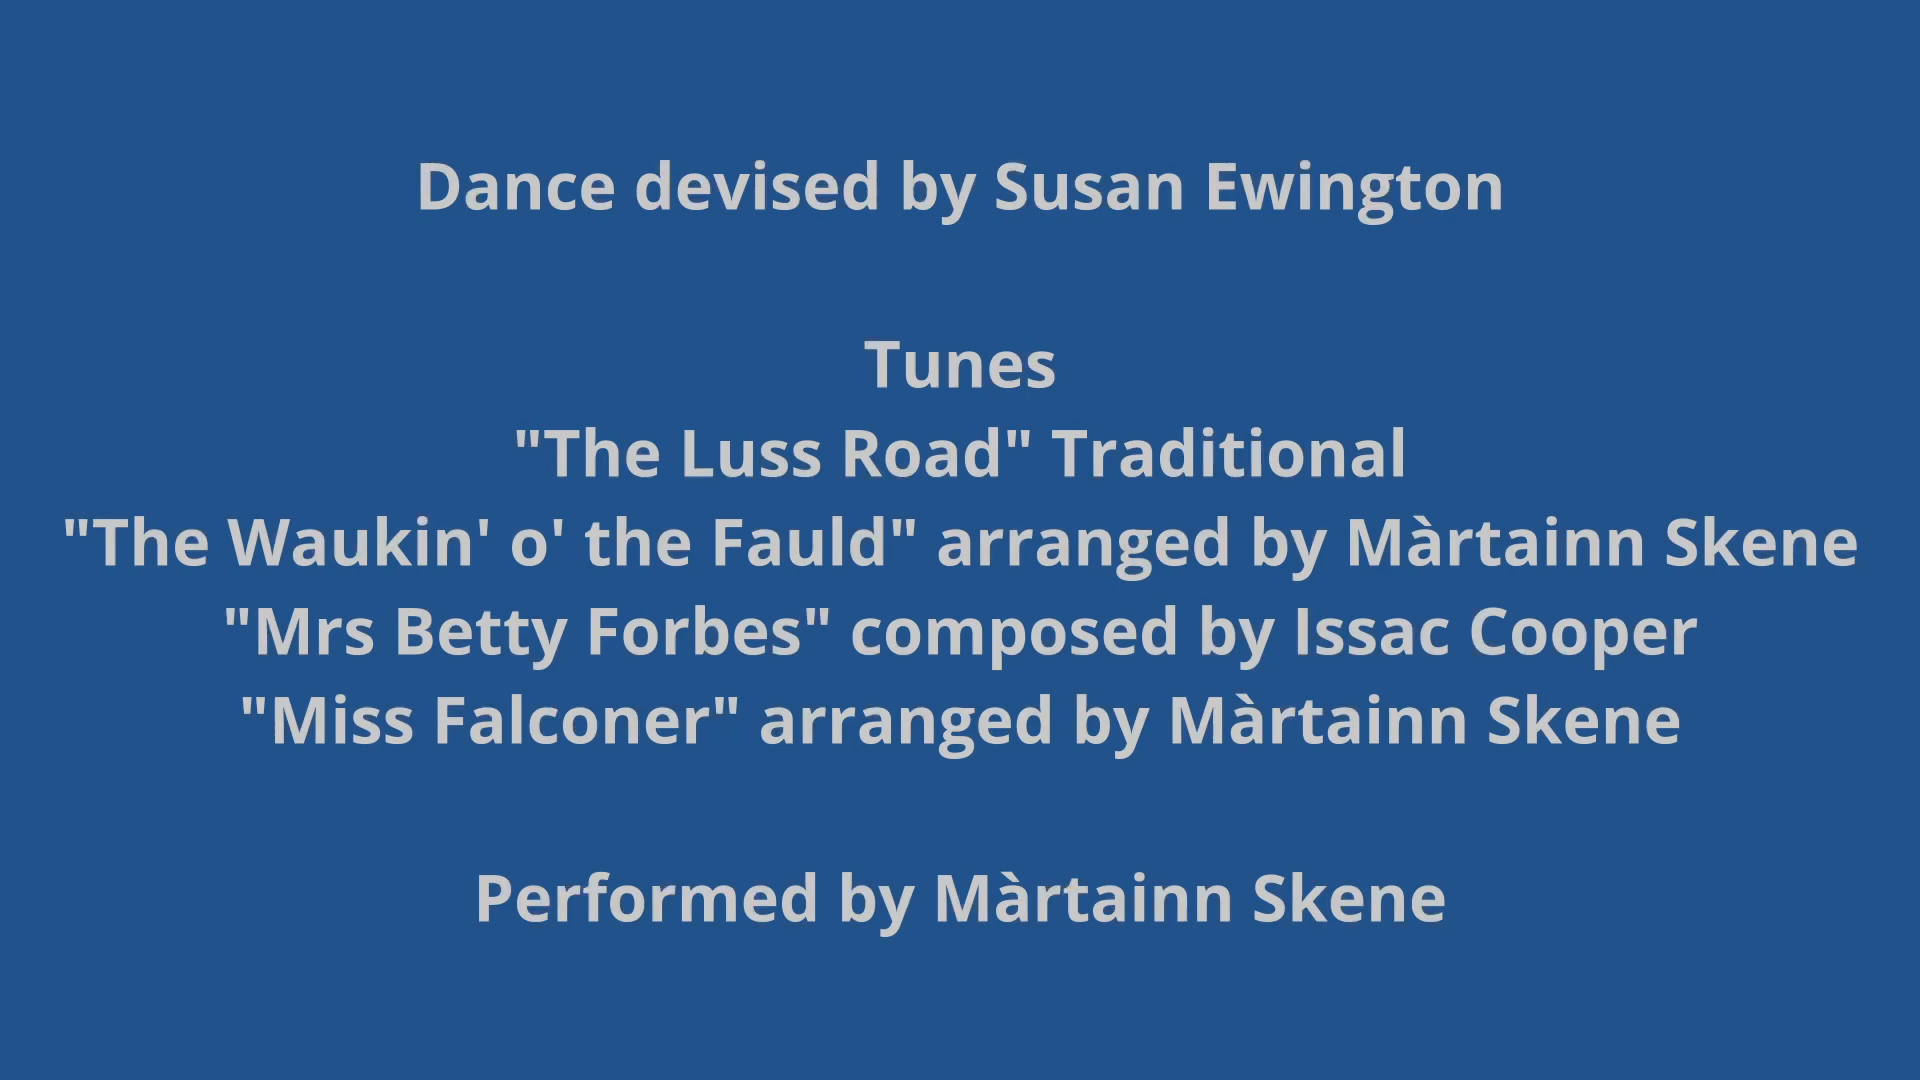 Dance devised by Susan Ewington
Tunes
"The Luss Road" Traditional
"The Waukin' o' the Fauld" arranged by Màrtainn Skene
"Mrs Betty Forbes" composed by Issac Cooper
"Miss Falconer" arranged by Màrtainn Skene
Performed by Màrtainn Skene